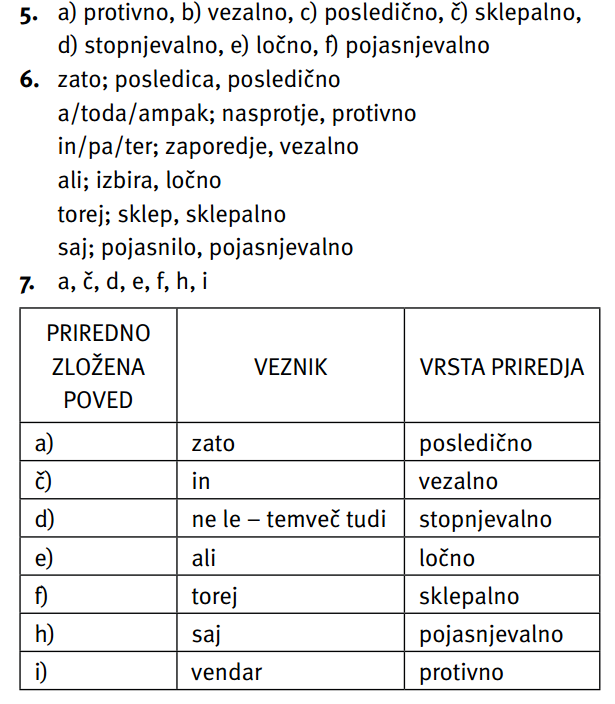 5. a) protivno, b) vezalno, c) posledično, č) sklepalno,
d) stopnjevalno, e) ločno, f) pojasnjevalno
6. zato; posledica, posledično
a/toda/ampak; nasprotje, protivno
in/pa/ter; zaporedje, vezalno
ali; izbira, ločno
torej; sklep, sklepalno
saj; pojasnilo, pojasnjevalno
7. a, č, d, e, f, h, i
PRIREDNO
ZLOŽENA
POVED
VEZNIK
VRSTA PRIREDJA
a) zato posledično
č) in vezalno
d) ne le – temveč tudi stopnjevalno
e) ali ločno
f) torej sklepalno
h) saj pojasnjevalno
i) vendar protivno